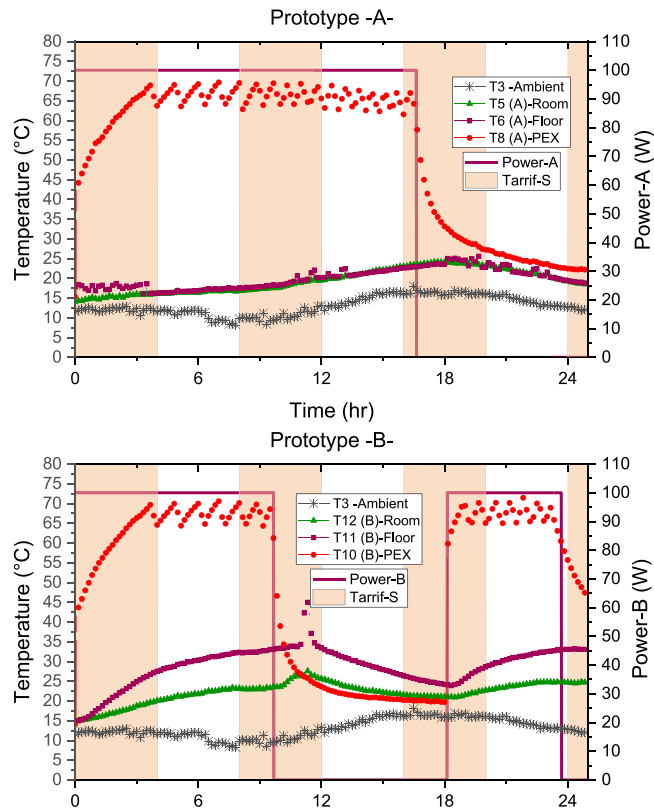 Prototype -A-
80
75
70
65
60
55
50
45
40
35
30
25
20
15
10
5
0
Temperature (°C)
100
90
80
70
60
50
40
30
20
10
0
Power-A (W)
T3 -Ambient
T5 (A)-Room
T6 (A)-Floor
T8 (A)-PEX
Power-A
Tarrif-S
0 6 12 18 24
Time (hr)
Prototype -B-
80
75
70
65
60
55
50
45
40
35
30
25
20
15
10
5
0
Temperature (°C)
100
90
80
70
60
50
40
30
20
10
0
Power-B (W)
T3 -Ambient
T12 (B)-Room
T11 (B)-Floor
T10 (B)-PEX
Power-B
Tarrif-S
0 6 12 18 24